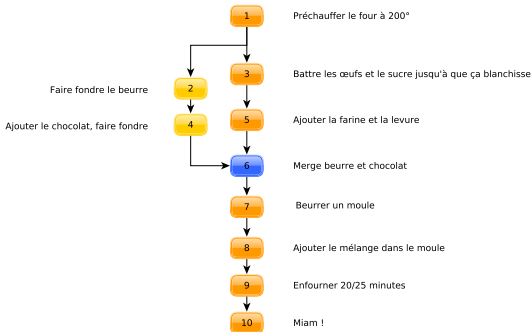 1 Préchauffer le four à 200°
Faire fondre le beurre 2
3 Battre les œufs et le sucre jusqu'à que ça blanchisse
Ajouter le chocolat, faire fondre 4
5 Ajouter la farine et la levure
6 Merge beurre et chocolat
7 Beurrer un moule
8 Ajouter le mélange dans le moule
9 Enfourner 20/25 minutes
10 Miam !